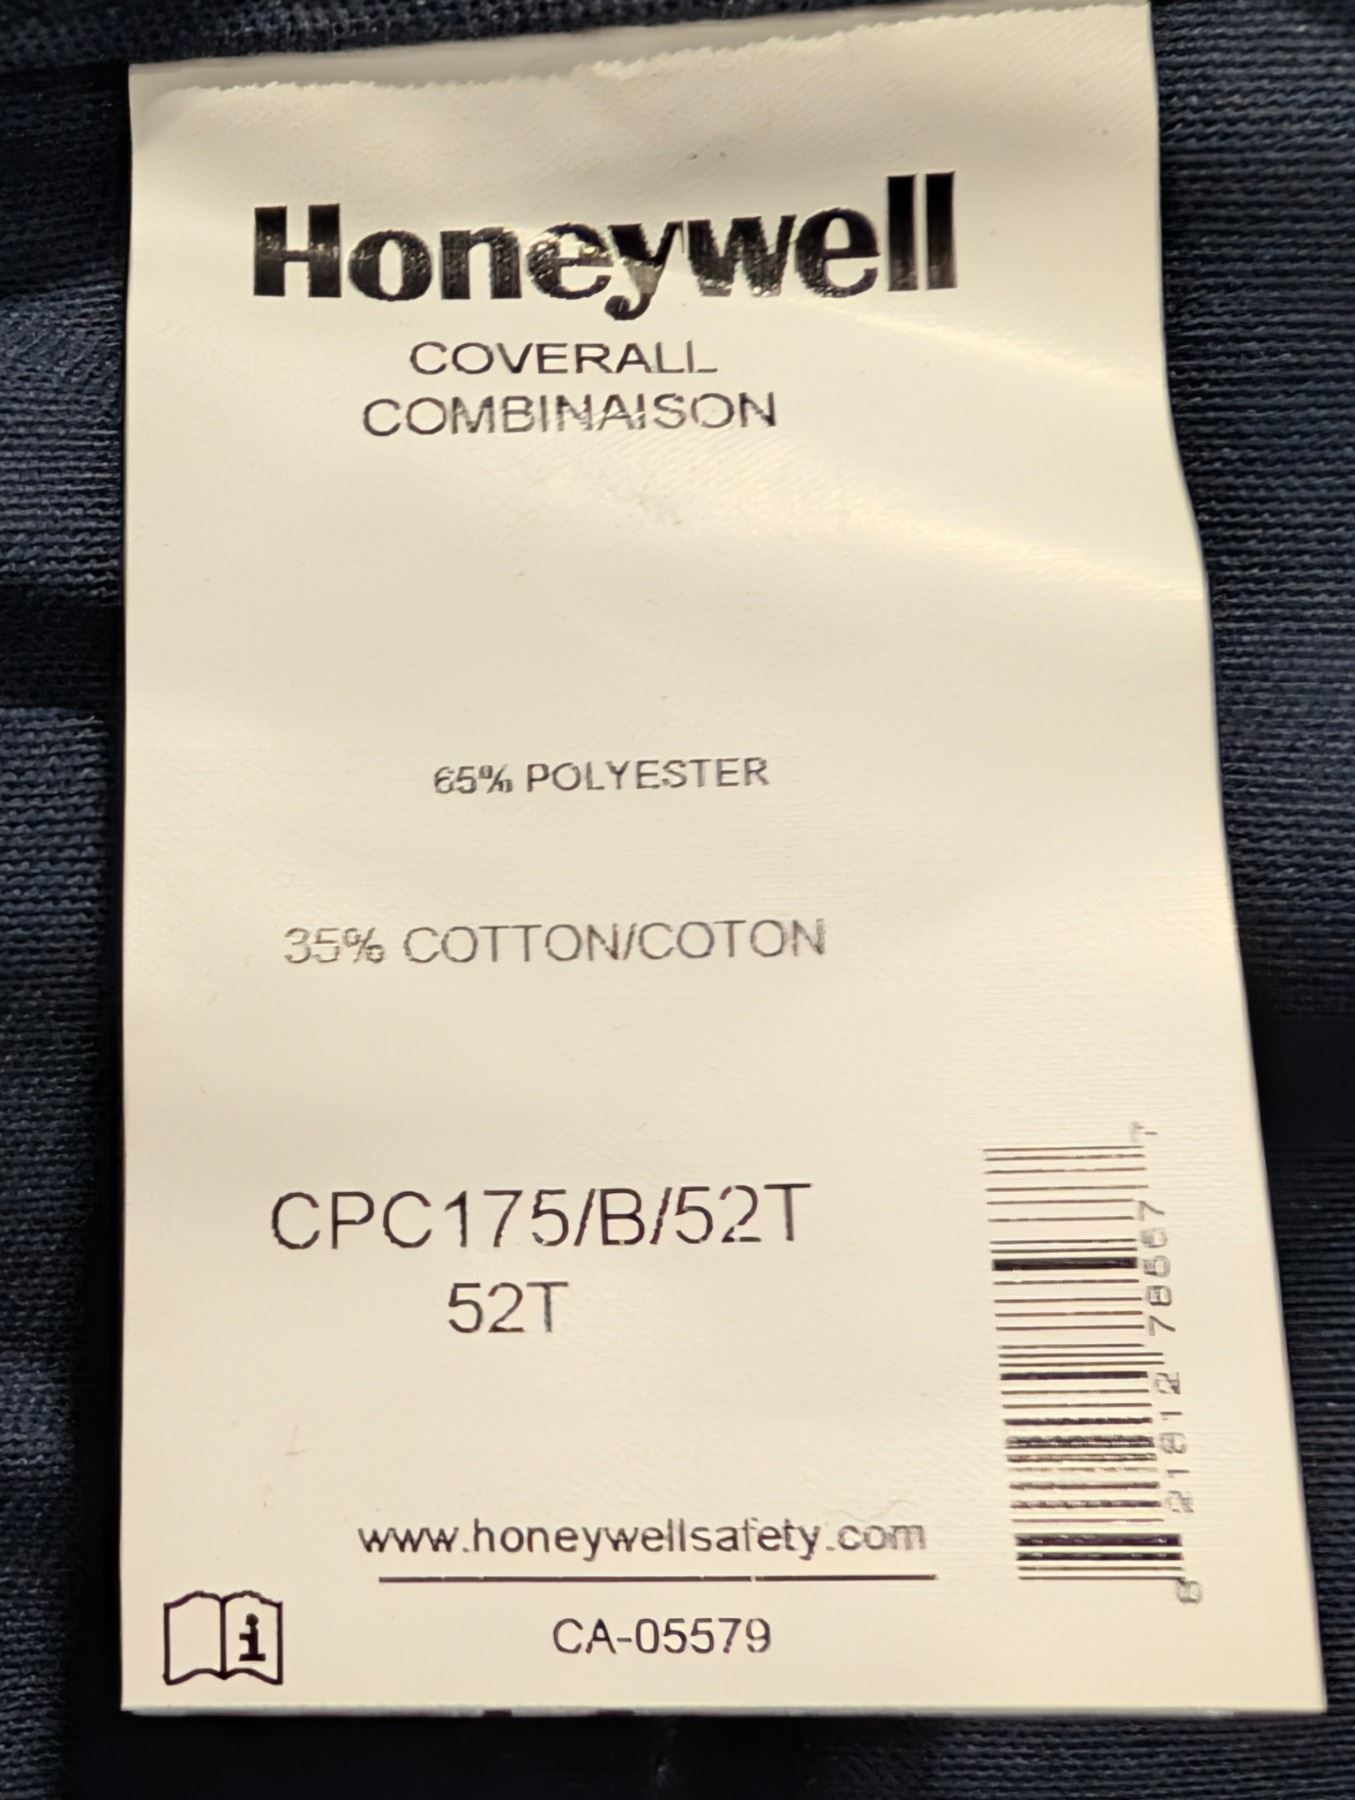 Honeywell
COVERALL
COMBINAISON
65% POLYESTER
35% COTTON/COTON
CPC175/B/52T
52T
www.honeywellsafety.com
CA-05579
i